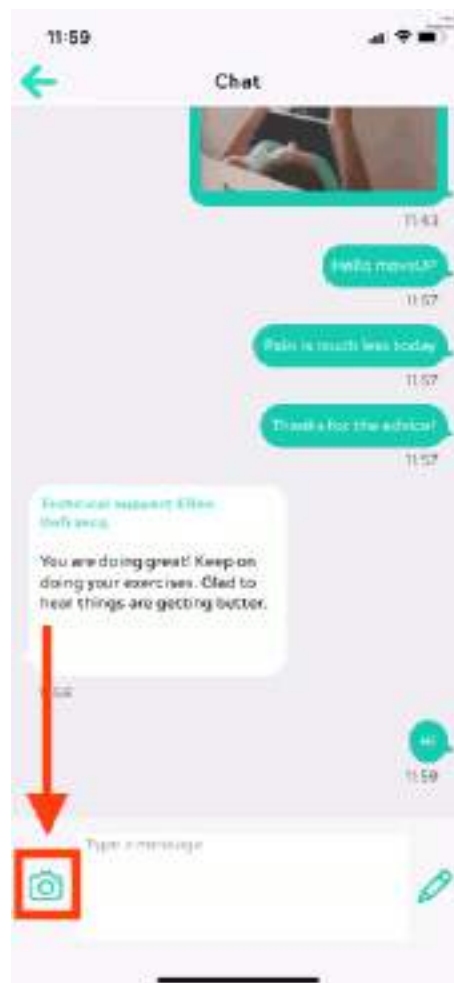 11:59
Chat
11:43
Hello moveUP
11:57
Pain is much less today
11:57
Thanks for the advice!
11:57
Technical support
You are doing great! Keep on
doing your exercises. Glad to
hear things are getting better.
Hi
11:59
Type a message